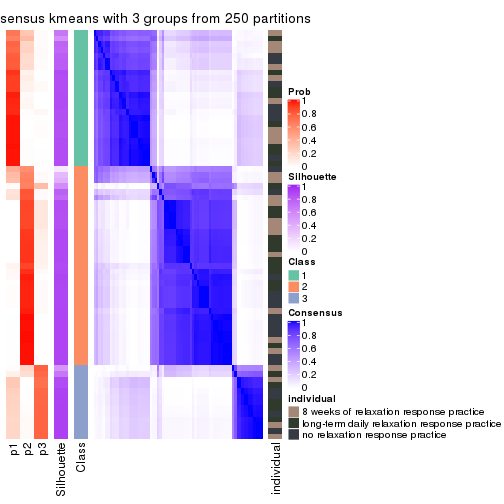 sensus kmeans with 3 groups from 250 partitions
Prob
1
0.8
0.6
0.4
0.2
0
Silhouette
1
0.8
0.6
0.4
0.2
0
Class
1
2
3
Consensus
1
0.8
0.6
0.4
0.2
0
individual
8 weeks of relaxation response practice
long-term daily relaxation response practice
no relaxation response practice
p1
p2
p3
Silhouette
Class
individual